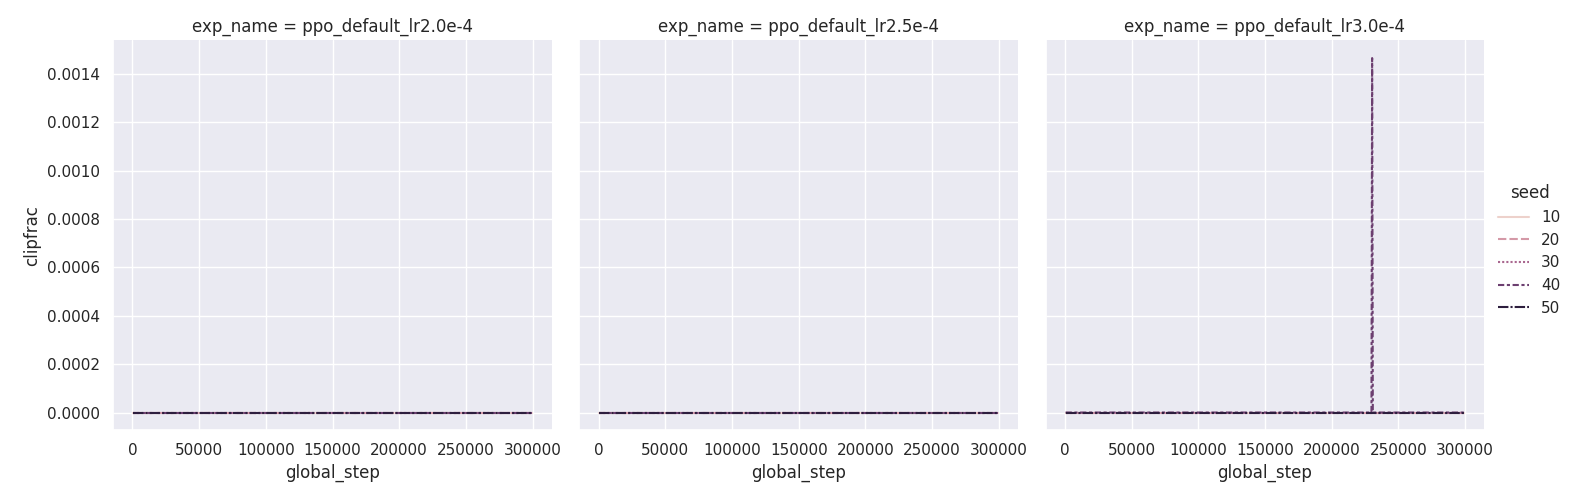 exp_name = ppo_default_lr2.0e-4
exp_name = ppo_default_lr2.5e-4
exp_name = ppo_default_lr3.0e-4
clipfrac
0.0014
0.0012
0.0010
0.0008
0.0006
0.0004
0.0002
0.0000
0 50000 100000 150000 200000 250000 300000
global_step
0 50000 100000 150000 200000 250000 300000
global_step
0 50000 100000 150000 200000 250000 300000
global_step
seed
10
20
30
40
50